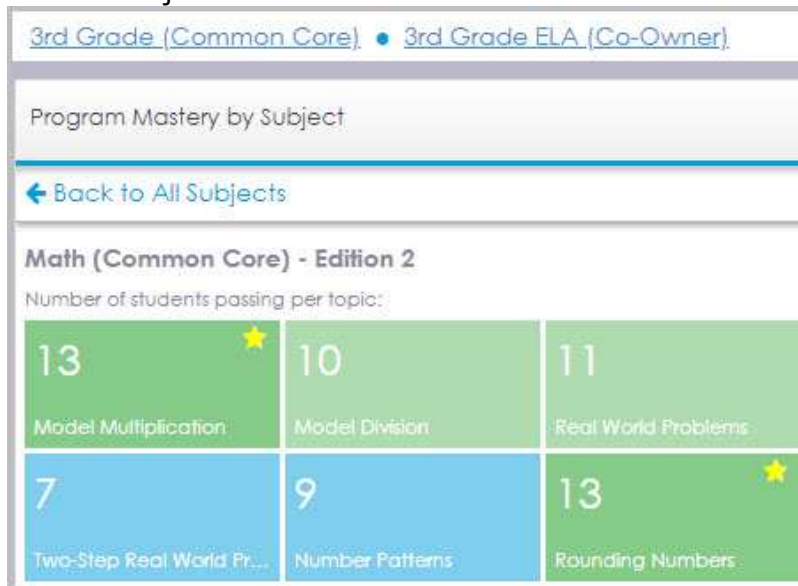 3rd Grade (Common Core) • 3rd Grade ELA (Co-Owner)
Program Mastery by Subject
Back to All Subjects
Math (Common Core) - Edition 2
Number of students passing per topic:
13 10 11
Model Multiplication Model Division Real World Problems
7 9 13
Two-Step Real World Pr... Number Patterns Rounding Numbers